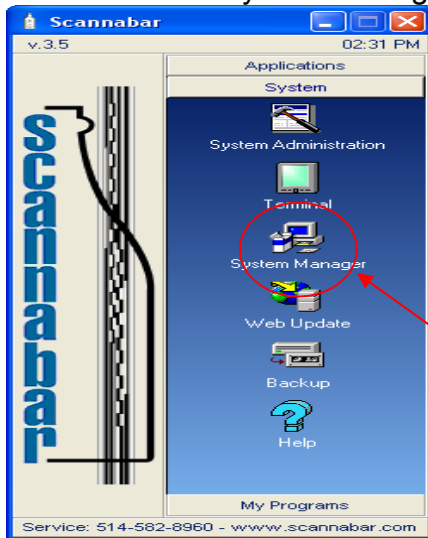 Scannabar
v.3.5 02:31 PM
Applications
System
System Administration
Terminal
System Manager
Web Update
Backup
Help
Scannabar
My Programs
Service: 514-582-8960 - www.scannabar.com